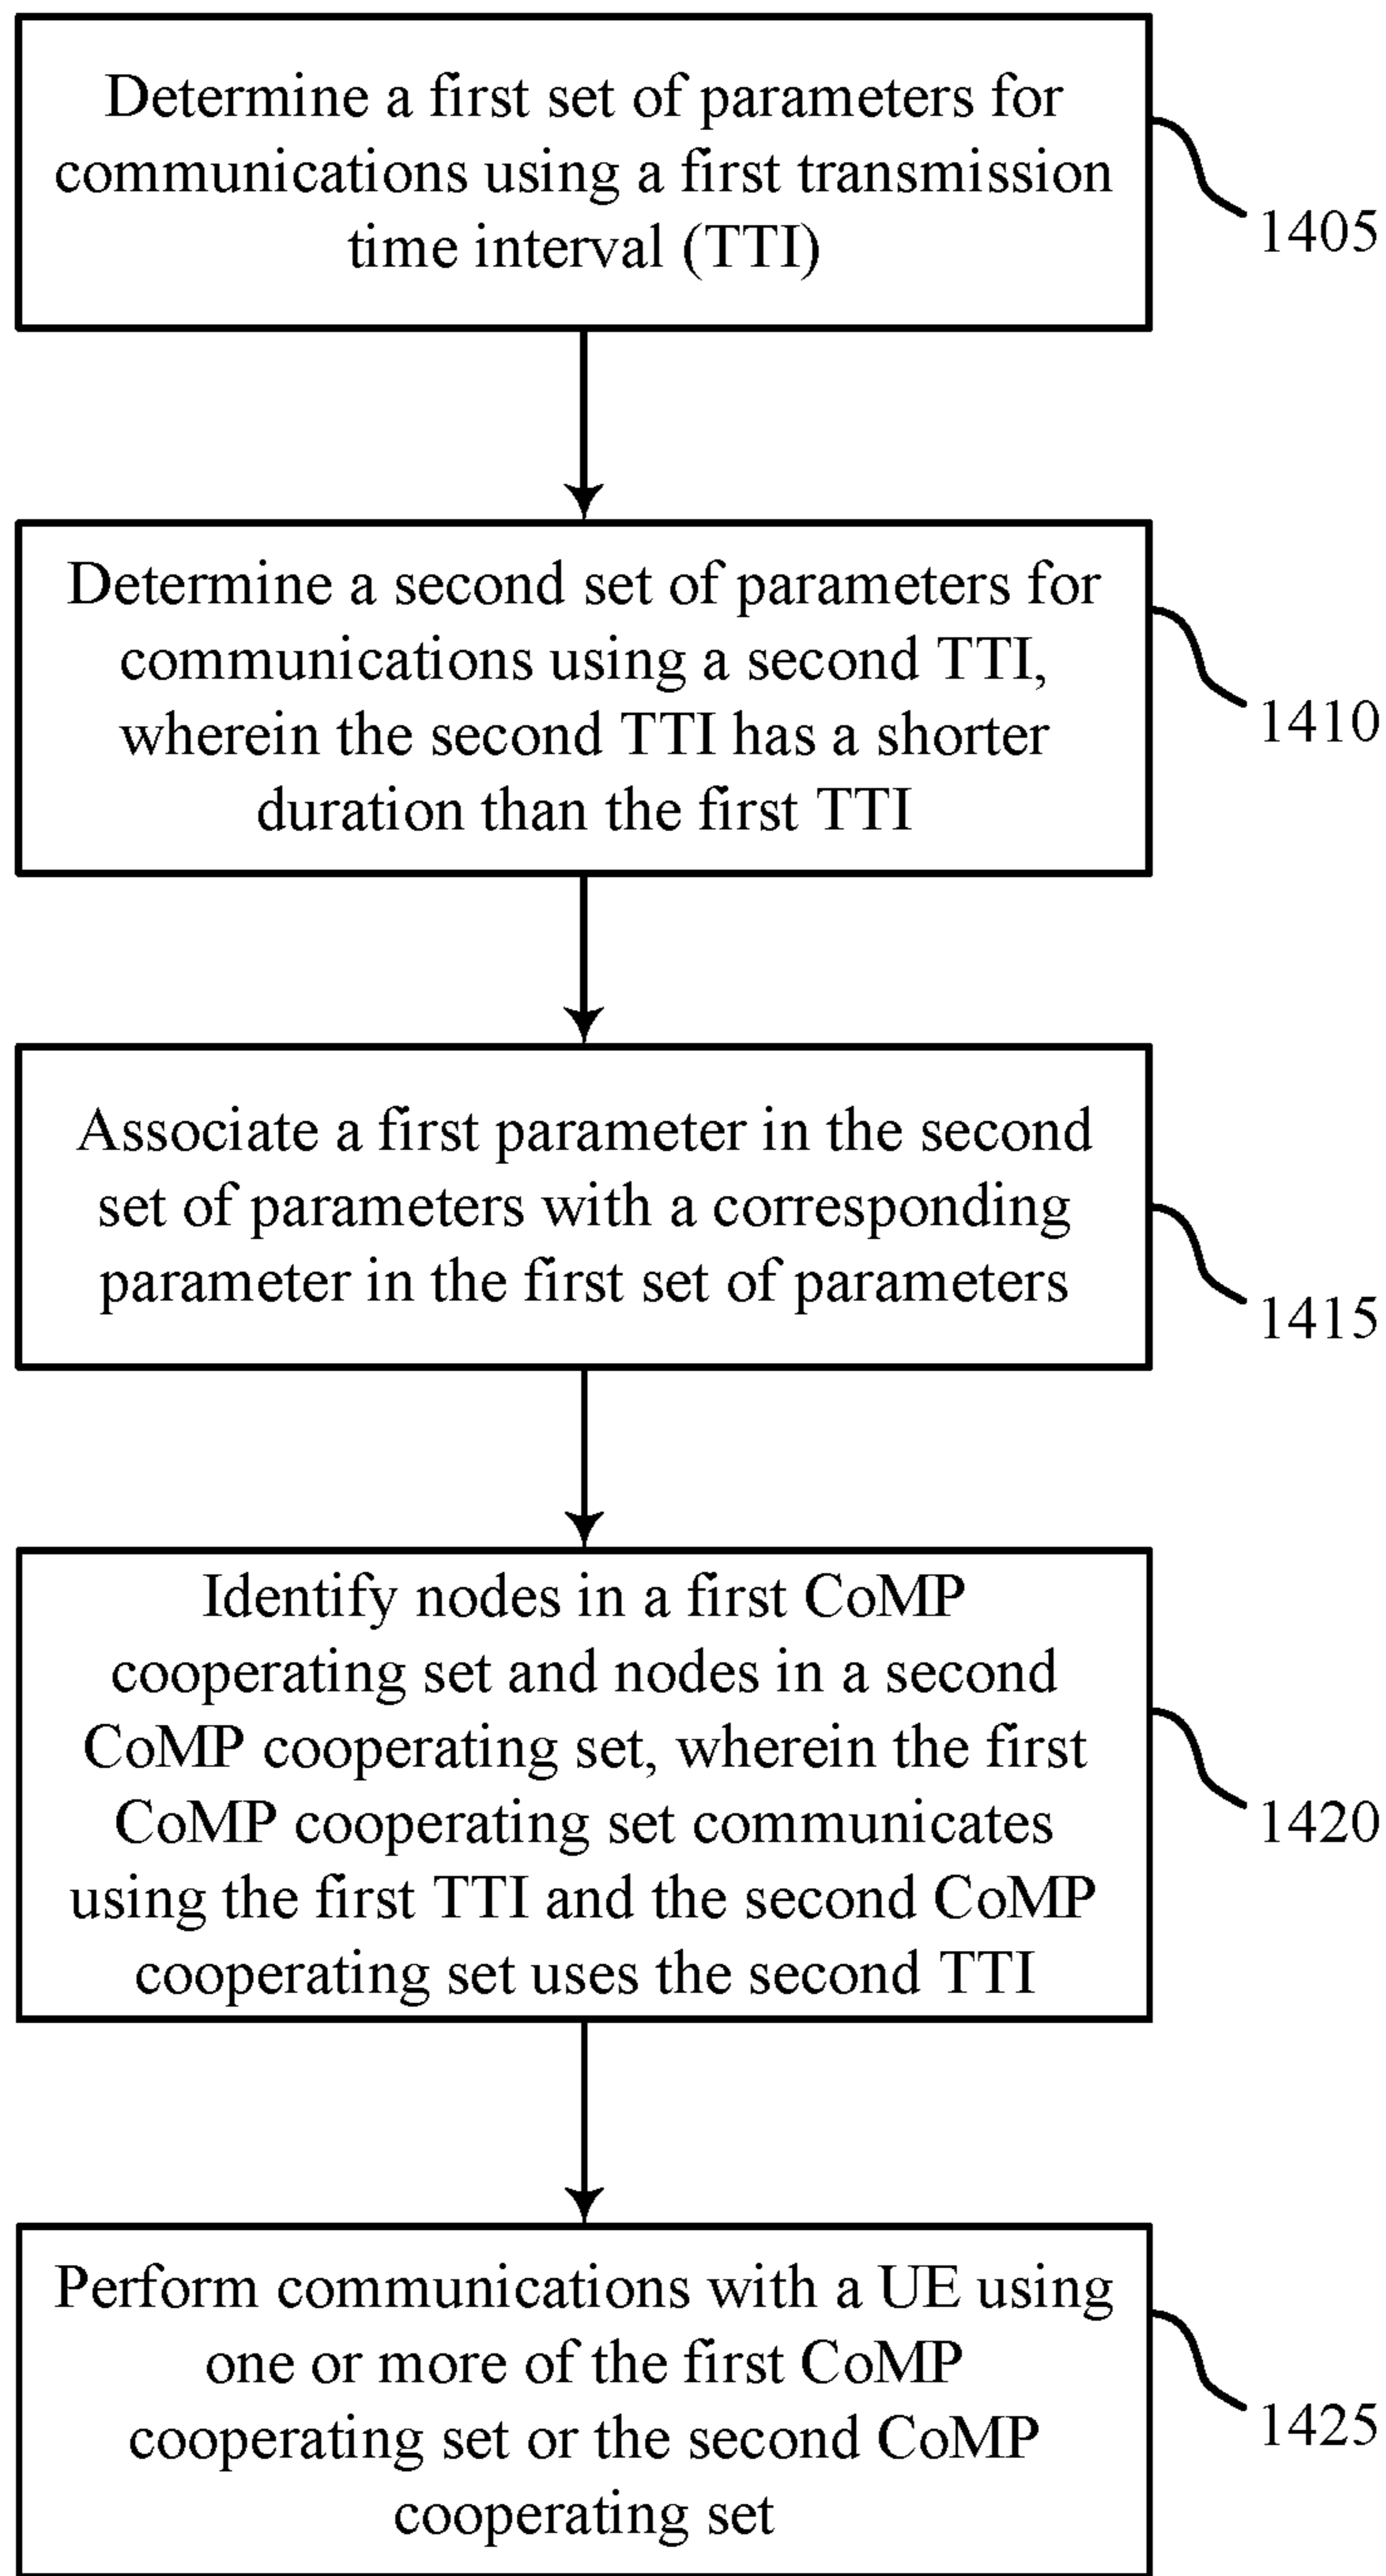 Determine a first set of parameters for
communications using a first transmission
time interval (TTI)
1405
Determine a second set of parameters for
communications using a second TTI,
wherein the second TTI has a shorter
duration than the first TTI
1410
Associate a first parameter in the second
set of parameters with a corresponding
parameter in the first set of parameters
1415
Identify nodes in a first CoMP
cooperating set and nodes in a second
CoMP cooperating set, wherein the first
CoMP cooperating set communicates
using the first TTI and the second CoMP
cooperating set uses the second TTI
1420
Perform communications with a UE using
one or more of the first CoMP
cooperating set or the second CoMP
cooperating set
1425